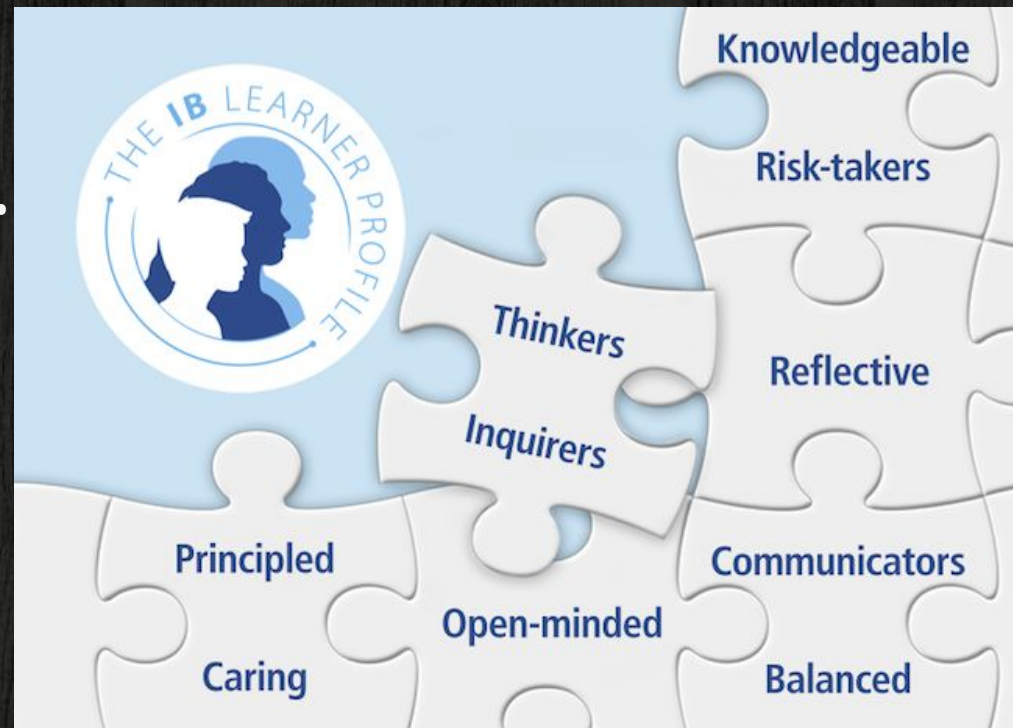 THE IB LEARNER PROFILE
Knowledgeable
Risk-takers
Thinkers
Inquirers
Reflective
Principled
Caring
Open-minded
Communicators
Balanced